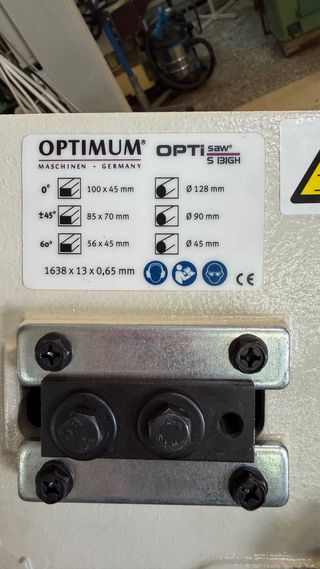 OPTIMUM®
MASCHINEN - GERMANY
OPTi saw®
S 131GH
0° 100 x 45 mm Ø 128 mm
±45° 85 x 70 mm Ø 90 mm
60° 56 x 45 mm Ø 45 mm
1638 x 13 x 0,65 mm
CE